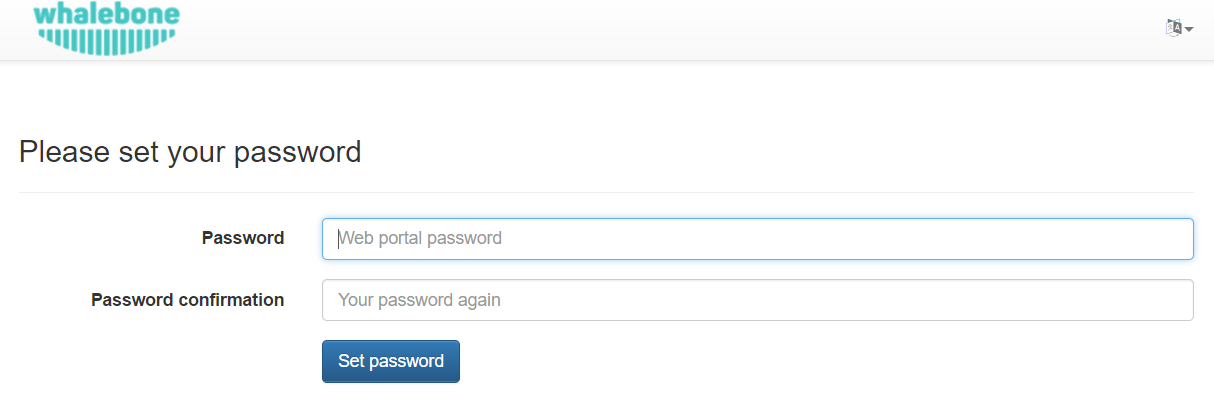 whalebone
Please set your password
Password
Web portal password
Password confirmation
Your password again
Set password